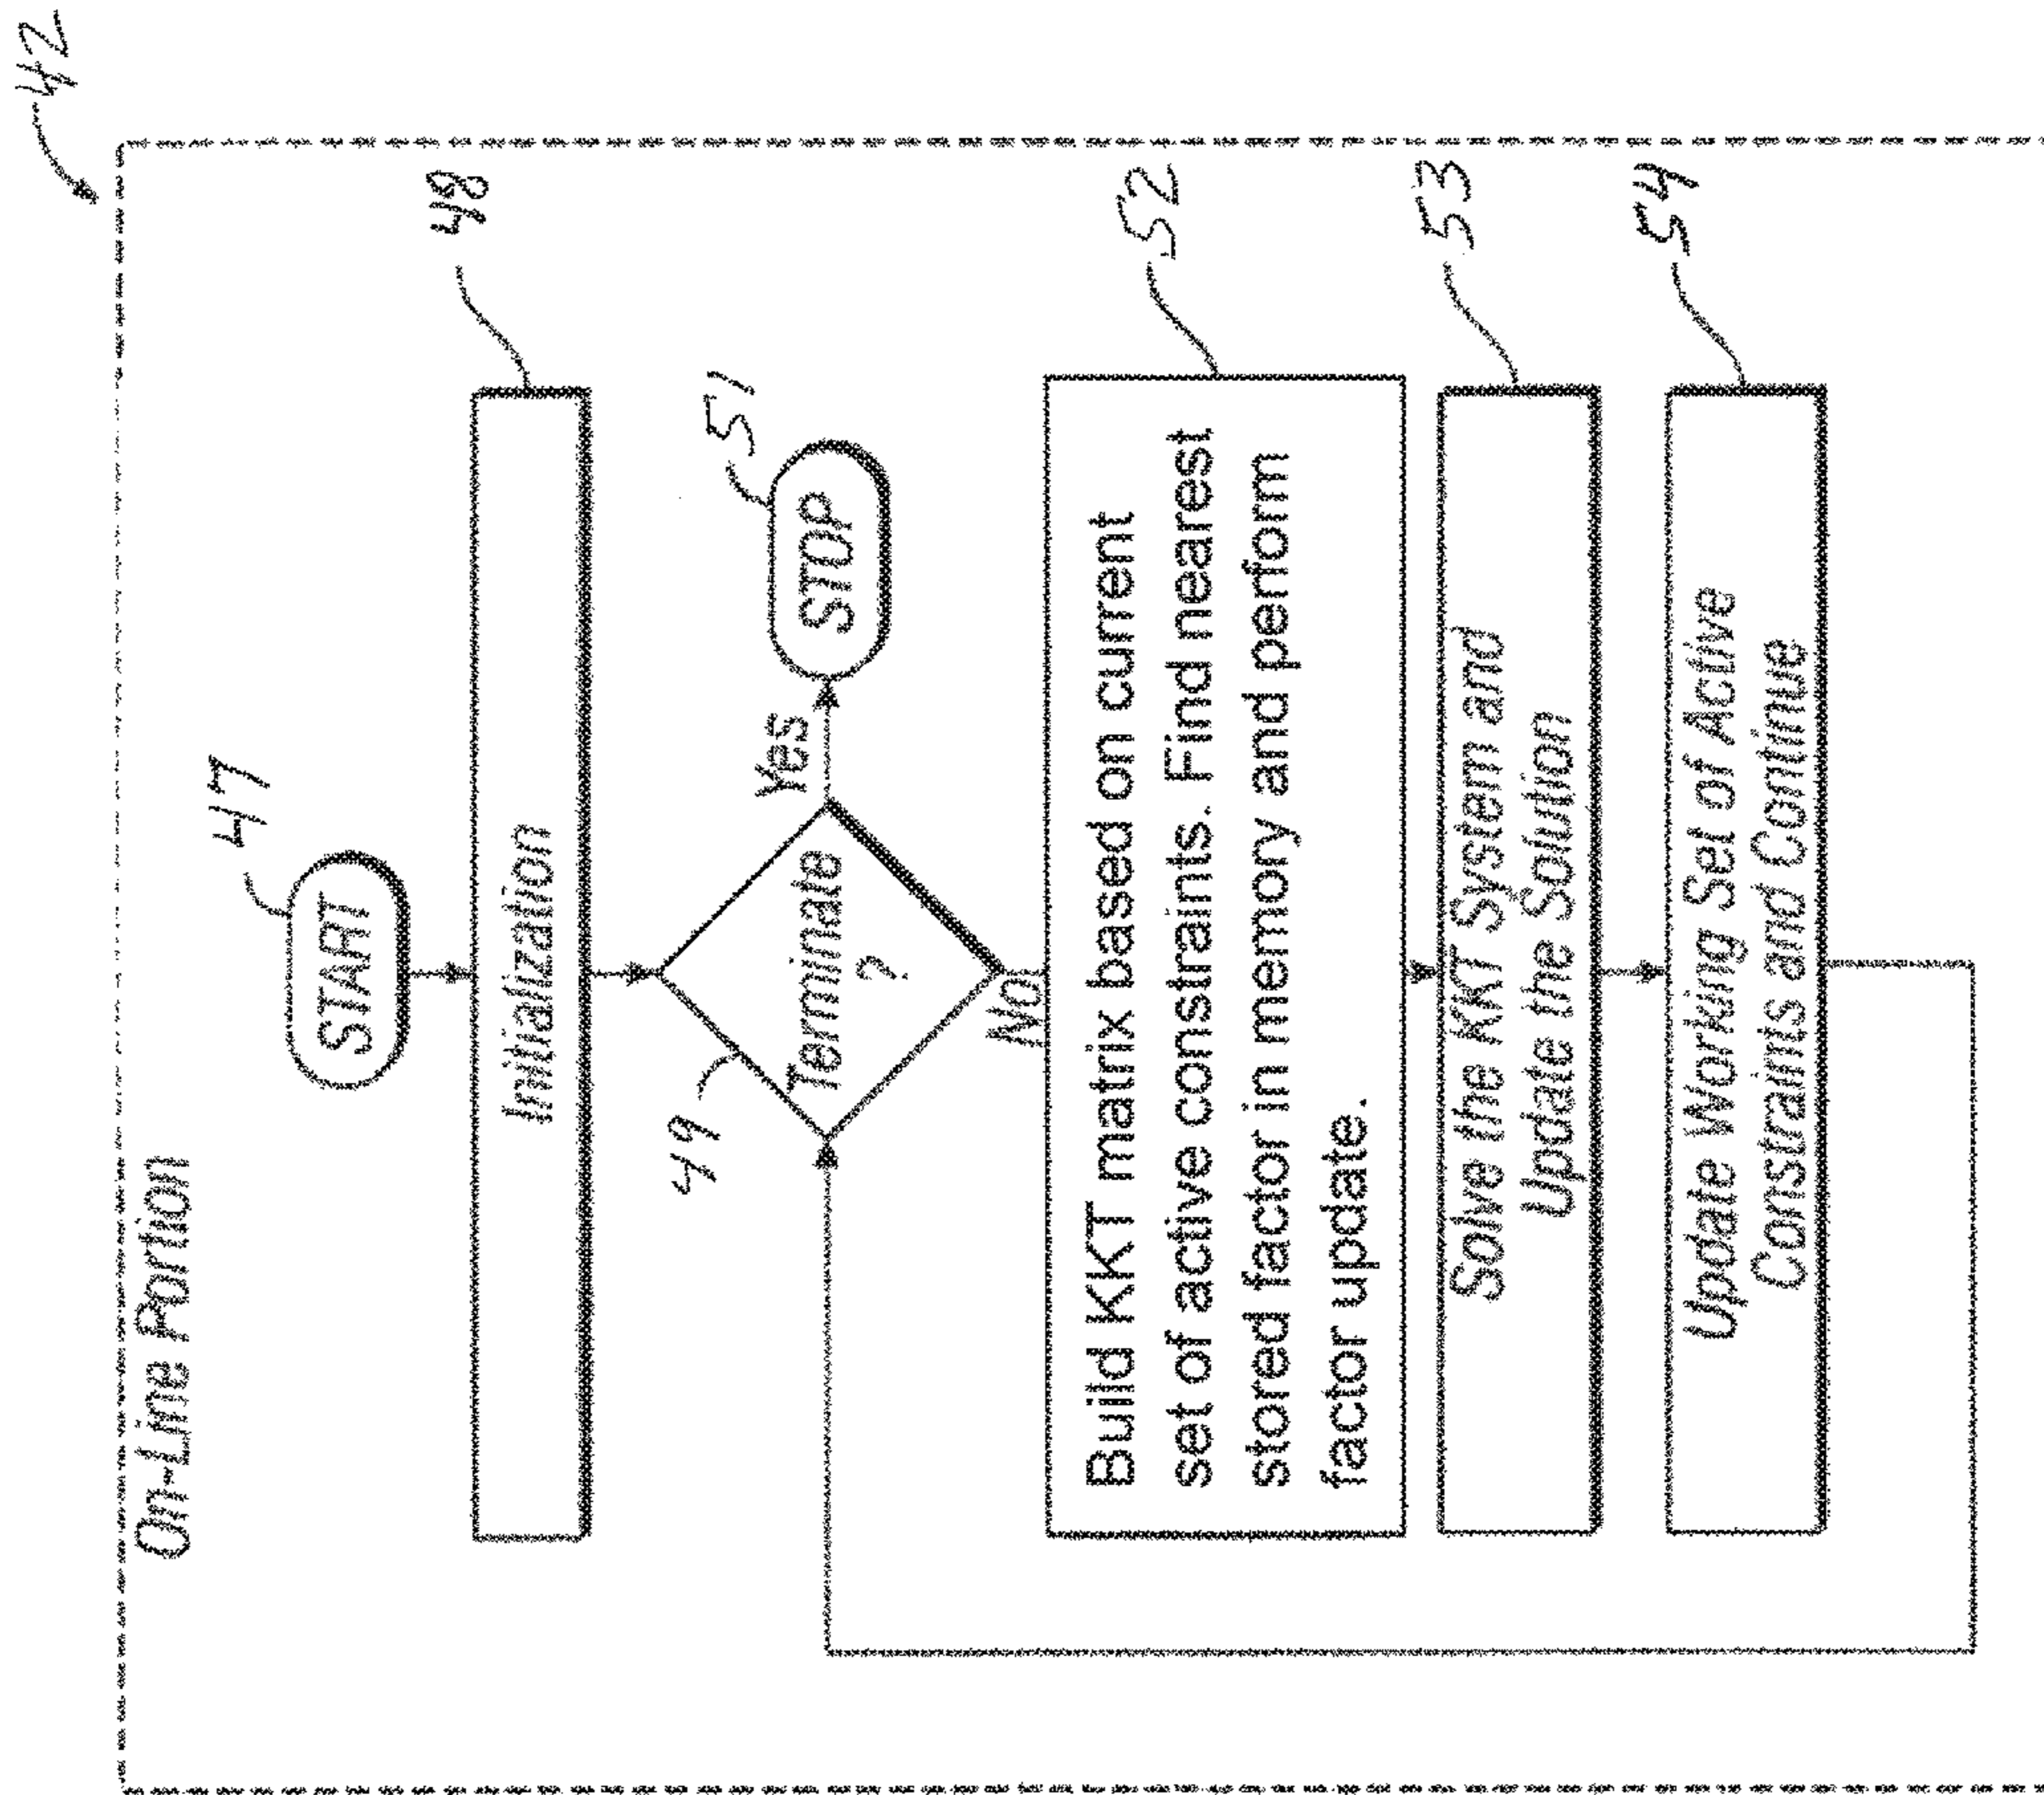 42
On-Line Portion
47
START
48
Initialization
49
Terminate
?
Yes
51
STOP
No
52
Build KKT matrix based on current
set of active constraints. Find nearest
stored factor in memory and perform
factor update.
53
Solve the KKT System and
Update the Solution
54
Update Working Set of Active
Constraints and Continue